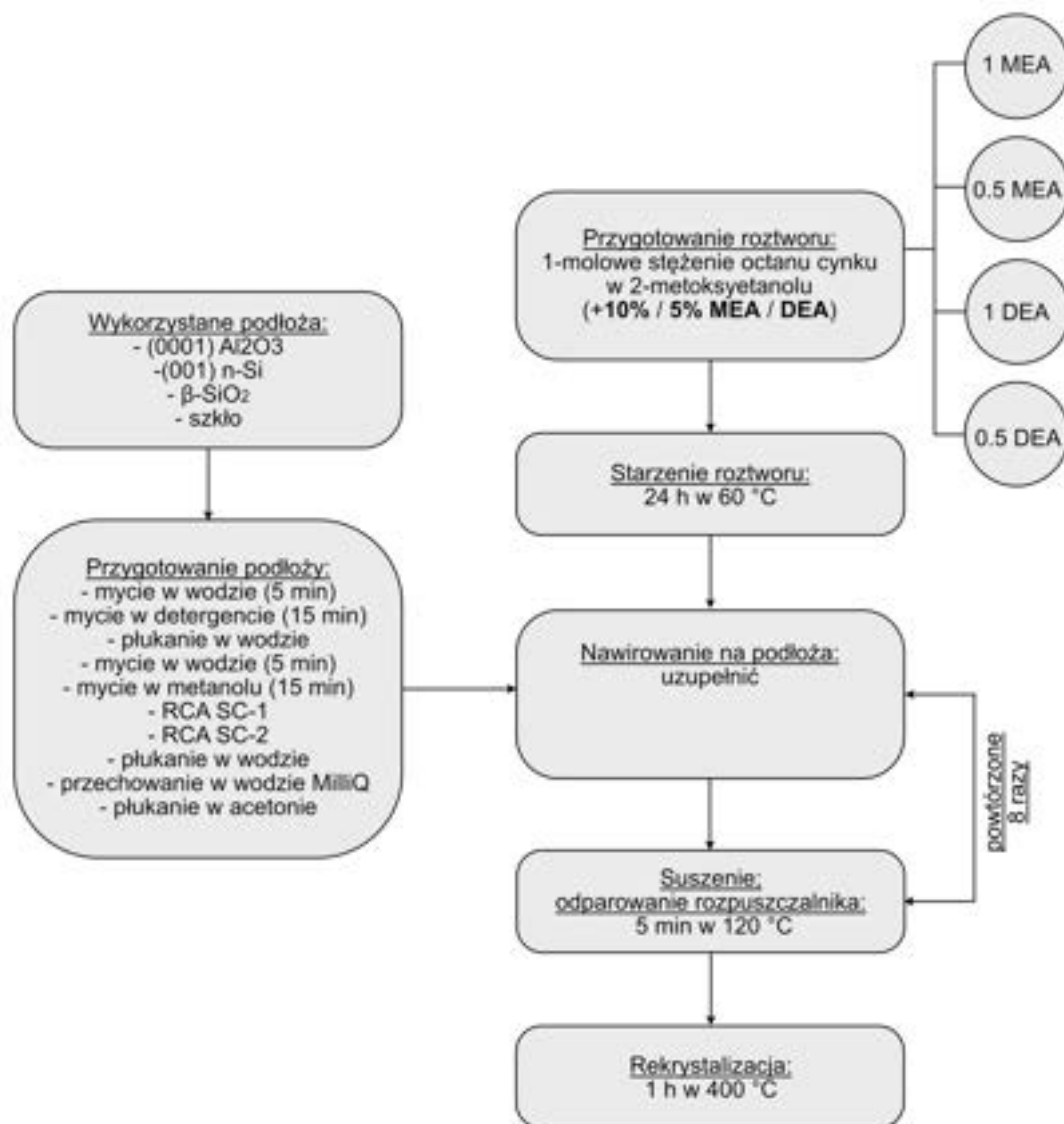 1 MEA
0.5 MEA
1 DEA
0.5 DEA
Przygotowanie roztworu:
1-molowe stężenie octanu cynku
w 2-metoksyetanolu
(+10% / 5% MEA / DEA)
Wykorzystane podłoża:
- (0001) Al2O3
-(001) n-Si
- β-SiO₂
- szkło
Starzenie roztworu:
24 h w 60 °C
Przygotowanie podłoży:
- mycie w wodzie (5 min)
- mycie w detergencie (15 min)
- płukanie w wodzie
- mycie w wodzie (5 min)
- mycie w metanolu (15 min)
- RCA SC-1
- RCA SC-2
- płukanie w wodzie
- przechowanie w wodzie MilliQ
- płukanie w acetonie
Nawirowanie na podłoża:
uzupełnić
powtórzone
8 razy
Suszenie;
odparowanie rozpuszczalnika:
5 min w 120 °C
Rekrystalizacja:
1 h w 400 °C